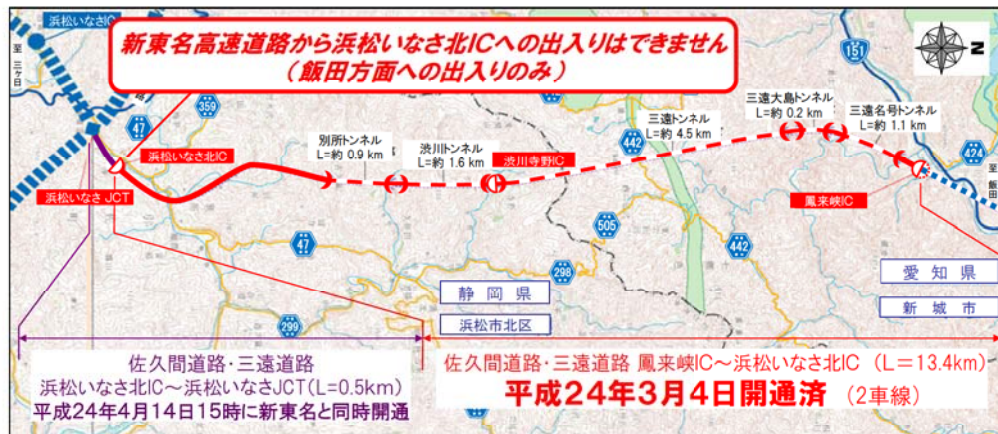 浜松いなさIC
新東名高速道路から浜松いなさ北ICへの出入りはできません
（飯田方面への出入りのみ）
151
N
至 三ヶ日
359
47
浜松いなさ北IC
浜松いなさ JCT
別所トンネル
L=約 0.9 km
渋川トンネル
L=約 1.6 km
渋川寺野IC
442
三遠トンネル
L=約 4.5 km
三遠大島トンネル
L=約 0.2 km
三遠名号トンネル
L=約 1.1 km
424
至 飯田
鳳来峡IC
47
505
442
298
299
静岡県
浜松市北区
愛知県
新城市
佐久間道路･三遠道路
浜松いなさ北IC～浜松いなさJCT(L=0.5km)
平成24年4月14日15時に新東名と同時開通
佐久間道路･三遠道路 鳳来峡IC～浜松いなさ北IC （L＝13.4km）
平成24年3月4日開通済 （2車線）